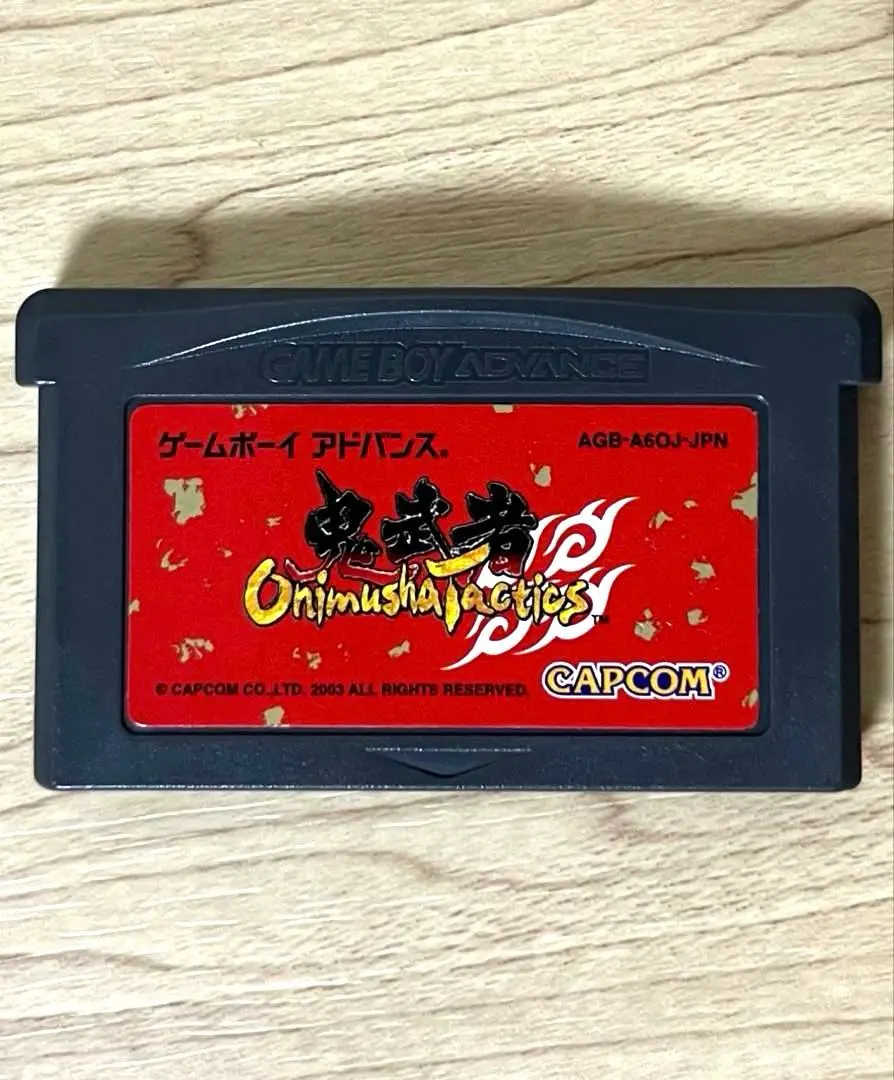 GAME BOY ADVANCE
ゲームボーイ アドバンス®
AGB-A6OJ-JPN
鬼武者
Onimusha Tactics™
© CAPCOM CO.,LTD. 2003 ALL RIGHTS RESERVED.
CAPCOM®